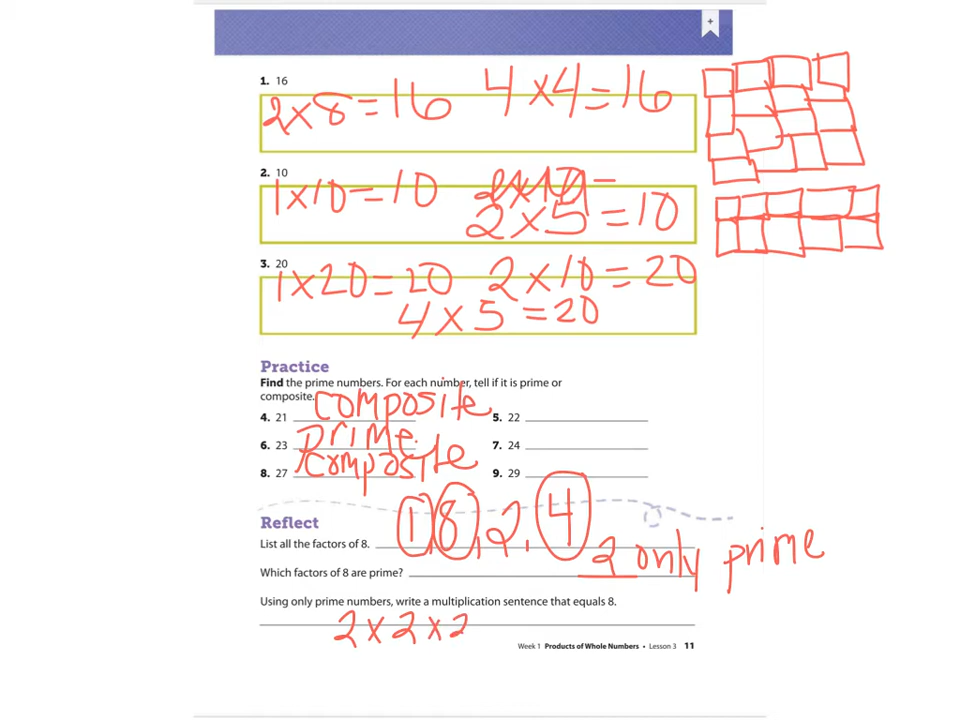 +
1. 16
2x8=16 4x4=16
2. 10
1x10=10
2x5=10
3. 20
1x20=20 2x10=20
4x5=20
Practice
Find the prime numbers. For each number, tell if it is prime or
composite.
4. 21 composite 5. 22
6. 23 prime 7. 24
8. 27 composite 9. 29
Reflect
List all the factors of 8. 1, 8, 2, 4
Which factors of 8 are prime? 2 only prime
Using only prime numbers, write a multiplication sentence that equals 8.
2x2x2
Week 1 Products of Whole Numbers • Lesson 3 11